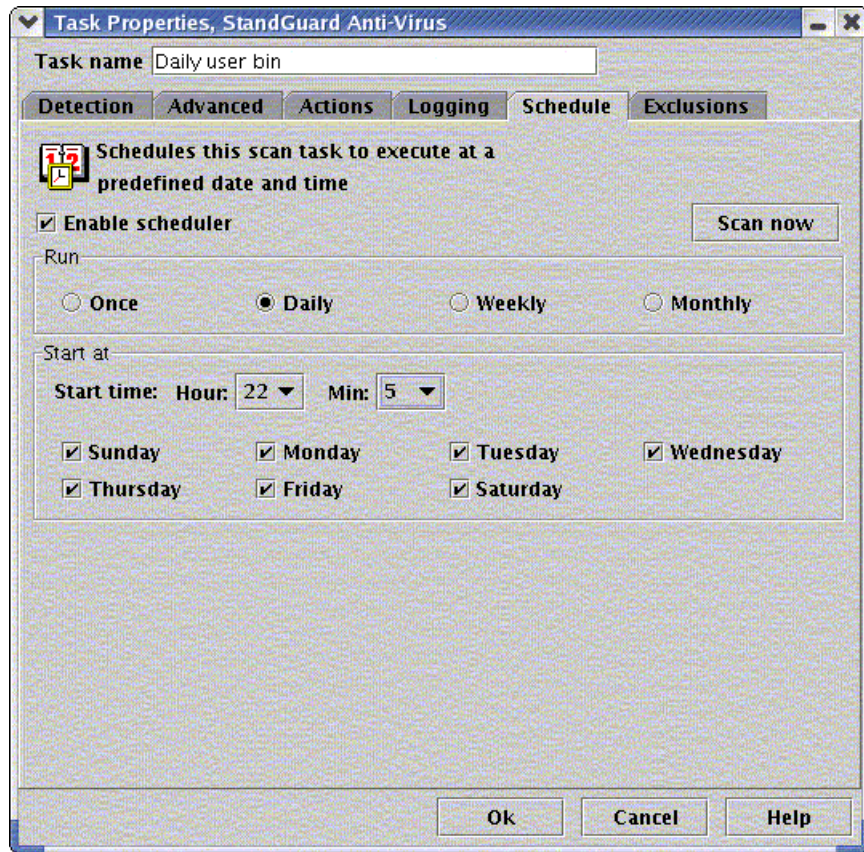 Task Properties, StandGuard Anti-Virus
Task name Daily user bin
Detection Advanced Actions Logging Schedule Exclusions
Schedules this scan task to execute at a
predefined date and time
Enable scheduler Scan now
Run
Once Daily Weekly Monthly
Start at
Start time: Hour: 22 Min: 5
Sunday Monday Tuesday Wednesday
Thursday Friday Saturday
Ok Cancel Help